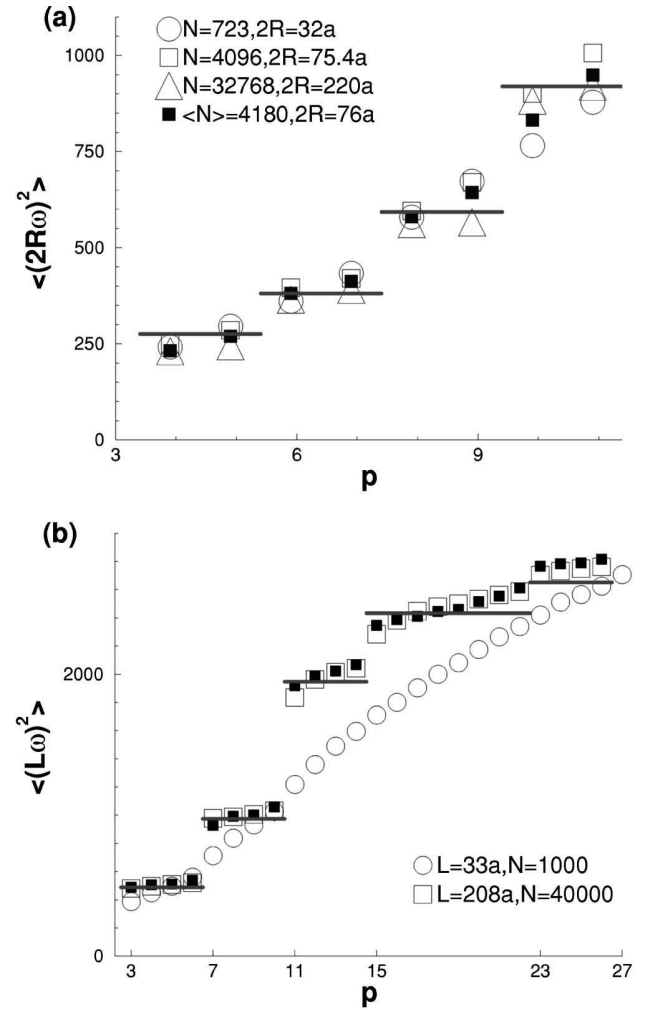 (a)
N=723,2R=32a
N=4096,2R=75.4a
N=32768,2R=220a
<N>=4180,2R=76a
1000
750
500
250
0
<(2Rω)²>
3 6 9
p
(b)
2000
0
<(Lω)²>
L=33a,N=1000
L=208a,N=40000
3 7 11 15 23 27
p